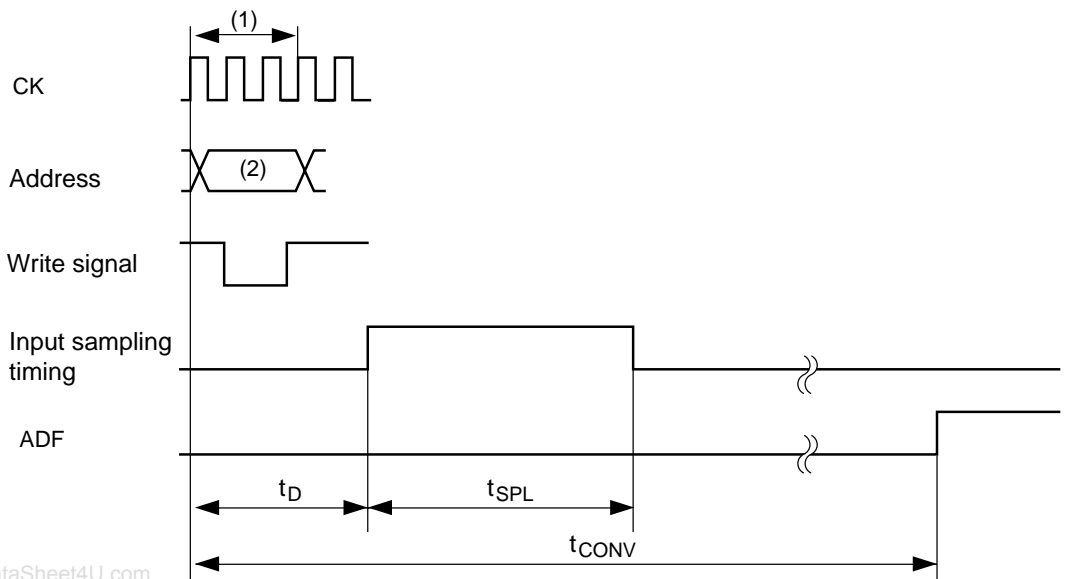 (1)
CK
Address
(2)
Write signal
Input sampling
timing
ADF
tD
tSPL
tCONV
taSheet4U.com